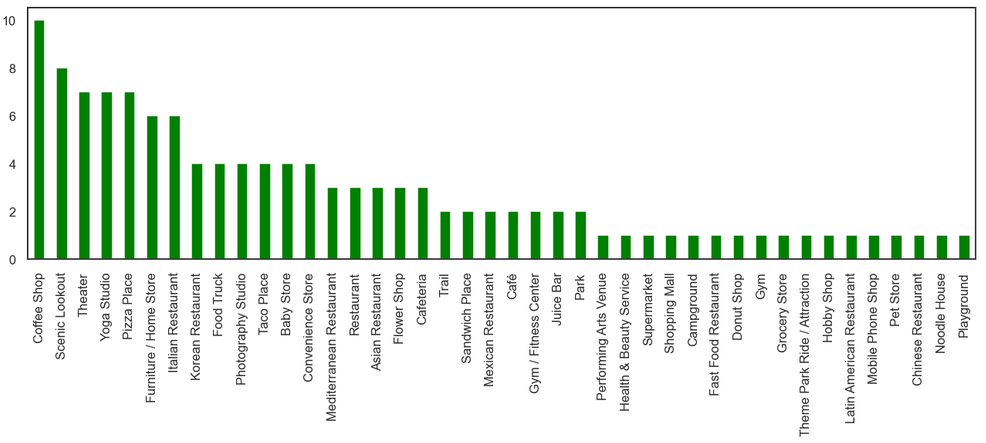 10
8
6
4
2
0
Coffee Shop
Scenic Lookout
Theater
Yoga Studio
Pizza Place
Furniture / Home Store
Italian Restaurant
Korean Restaurant
Food Truck
Photography Studio
Taco Place
Baby Store
Convenience Store
Mediterranean Restaurant
Restaurant
Asian Restaurant
Flower Shop
Cafeteria
Trail
Sandwich Place
Mexican Restaurant
Café
Gym / Fitness Center
Juice Bar
Park
Performing Arts Venue
Health & Beauty Service
Supermarket
Shopping Mall
Campground
Fast Food Restaurant
Donut Shop
Gym
Grocery Store
Theme Park Ride / Attraction
Hobby Shop
Latin American Restaurant
Mobile Phone Shop
Pet Store
Chinese Restaurant
Noodle House
Playground